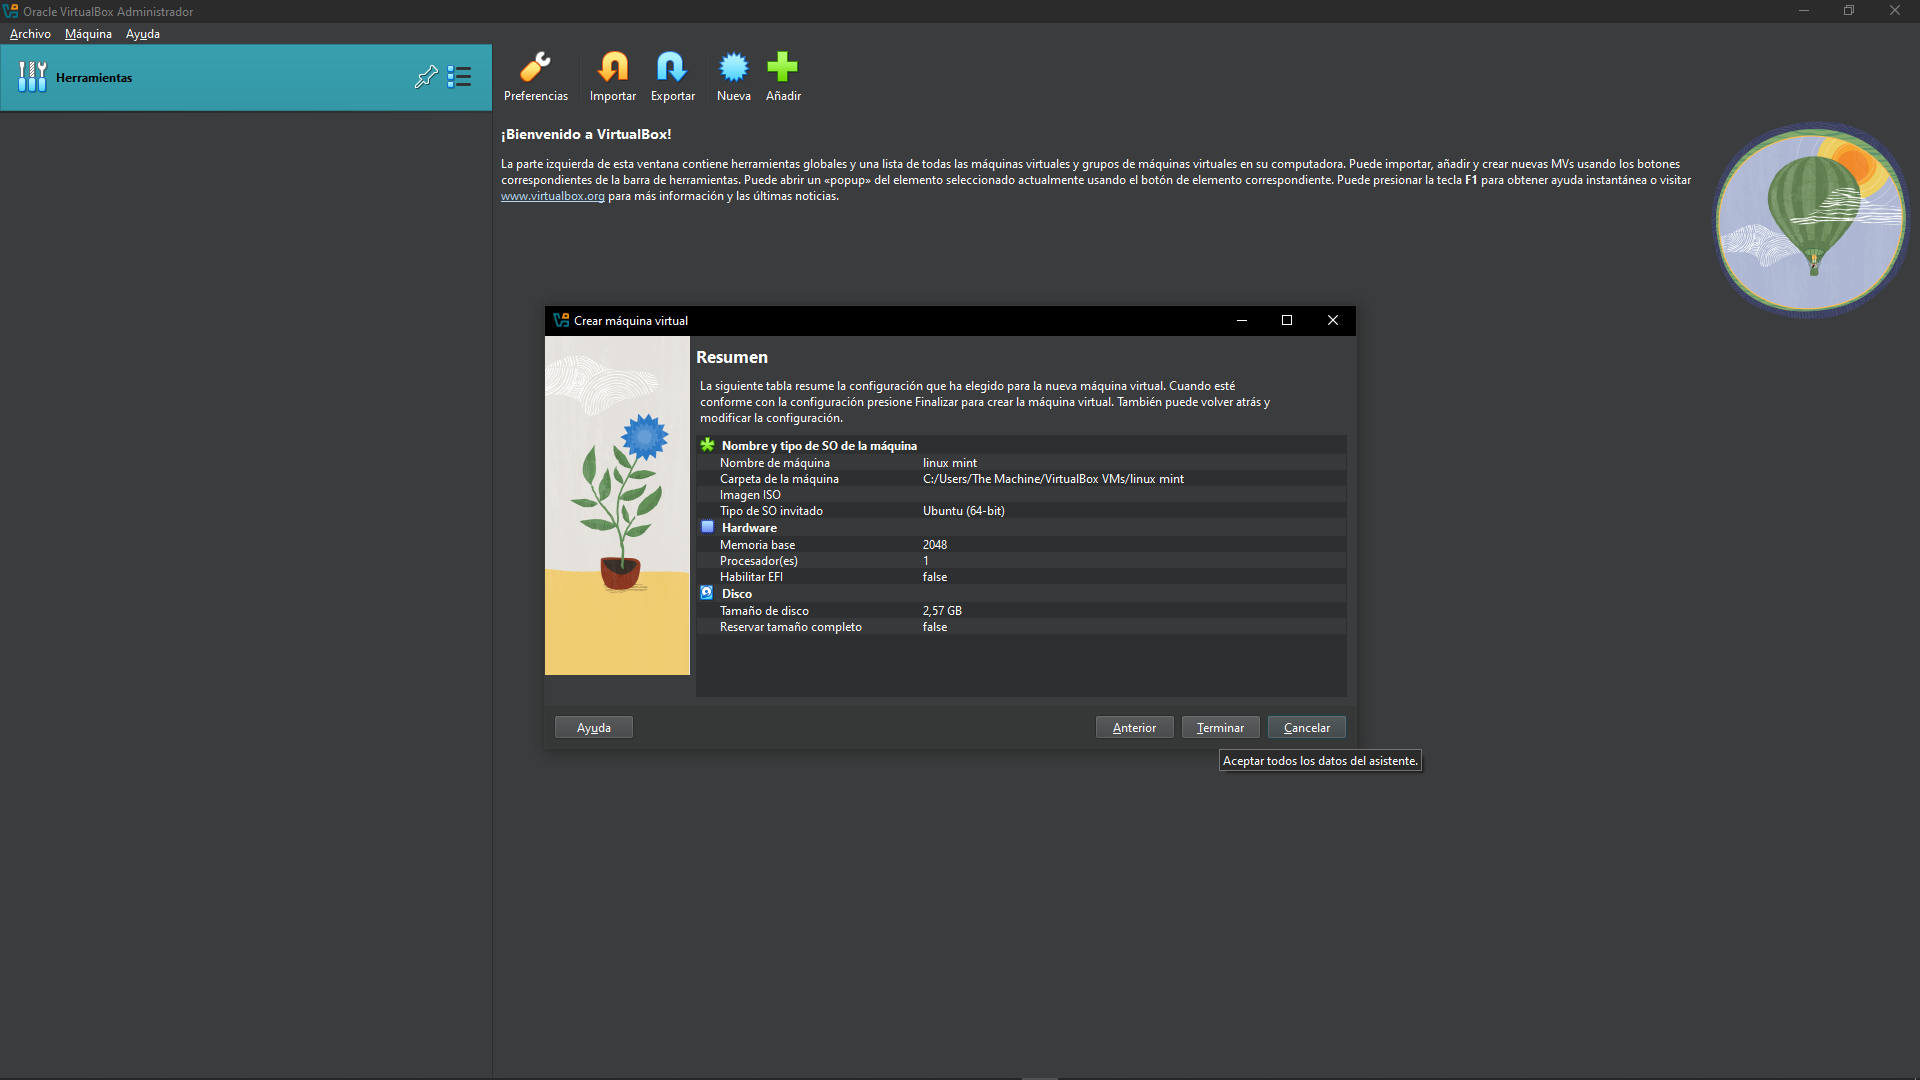 Oracle VirtualBox Administrador
Archivo Máquina Ayuda
Herramientas
Preferencias Importar Exportar Nueva Añadir
¡Bienvenido a VirtualBox!
La parte izquierda de esta ventana contiene herramientas globales y una lista de todas las máquinas virtuales y grupos de máquinas virtuales en su computadora. Puede importar, añadir y crear nuevas MVs usando los botones
correspondientes de la barra de herramientas. Puede abrir un «popup» del elemento seleccionado actualmente usando el botón de elemento correspondiente. Puede presionar la tecla F1 para obtener ayuda instantánea o visitar
www.virtualbox.org para más información y las últimas noticias.
Crear máquina virtual
Resumen
La siguiente tabla resume la configuración que ha elegido para la nueva máquina virtual. Cuando esté
conforme con la configuración presione Finalizar para crear la máquina virtual. También puede volver atrás y
modificar la configuración.
Nombre y tipo de SO de la máquina
Nombre de máquina linux mint
Carpeta de la máquina C:/Users/The Machine/VirtualBox VMs/linux mint
Imagen ISO
Tipo de SO invitado Ubuntu (64-bit)
Hardware
Memoria base 2048
Procesador(es) 1
Habilitar EFI false
Disco
Tamaño de disco 2,57 GB
Reservar tamaño completo false
Ayuda Anterior Terminar Cancelar
Aceptar todos los datos del asistente.